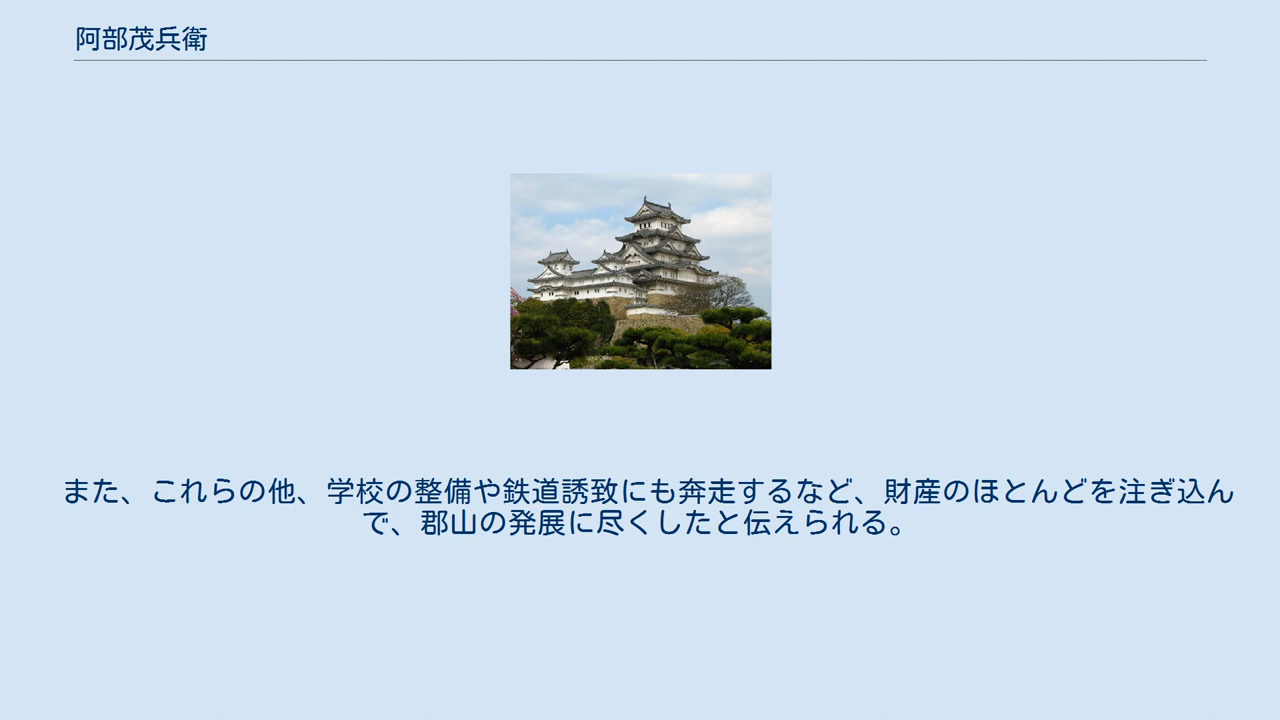 阿部茂兵衛
また、これらの他、学校の整備や鉄道誘致にも奔走するなど、財産のほとんどを注ぎ込ん
で、郡山の発展に尽くしたと伝えられる。